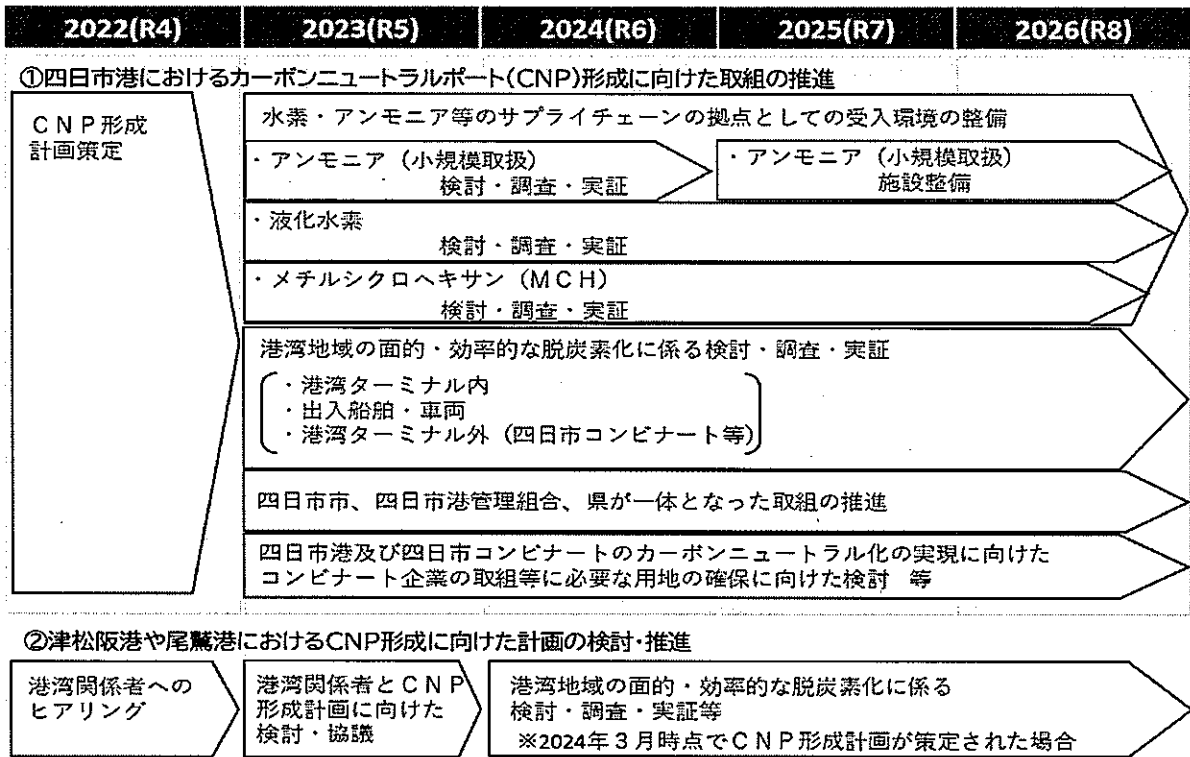 2022(R4) 2023(R5) 2024(R6) 2025(R7) 2026(R8)
①四日市港におけるカーボンニュートラルポート(CNP)形成に向けた取組の推進
CNP形成
計画策定
水素・アンモニア等のサプライチェーンの拠点としての受入環境の整備
・アンモニア(小規模取扱)
検討・調査・実証
・アンモニア(小規模取扱)
施設整備
・液化水素
検討・調査・実証
・メチルシクロヘキサン(MCH)
検討・調査・実証
港湾地域の面的・効率的な脱炭素化に係る検討・調査・実証
・港湾ターミナル内
・出入船舶・車両
・港湾ターミナル外(四日市コンビナート等)
四日市市、四日市港管理組合、県が一体となった取組の推進
四日市港及び四日市コンビナートのカーボンニュートラル化の実現に向けた
コンビナート企業の取組等に必要な用地の確保に向けた検討 等
②津松阪港や尾鷲港におけるCNP形成に向けた計画の検討・推進
港湾関係者への
ヒアリング
港湾関係者とCNP
形成計画に向けた
検討・協議
港湾地域の面的・効率的な脱炭素化に係る
検討・調査・実証等
※2024年3月時点でCNP形成計画が策定された場合